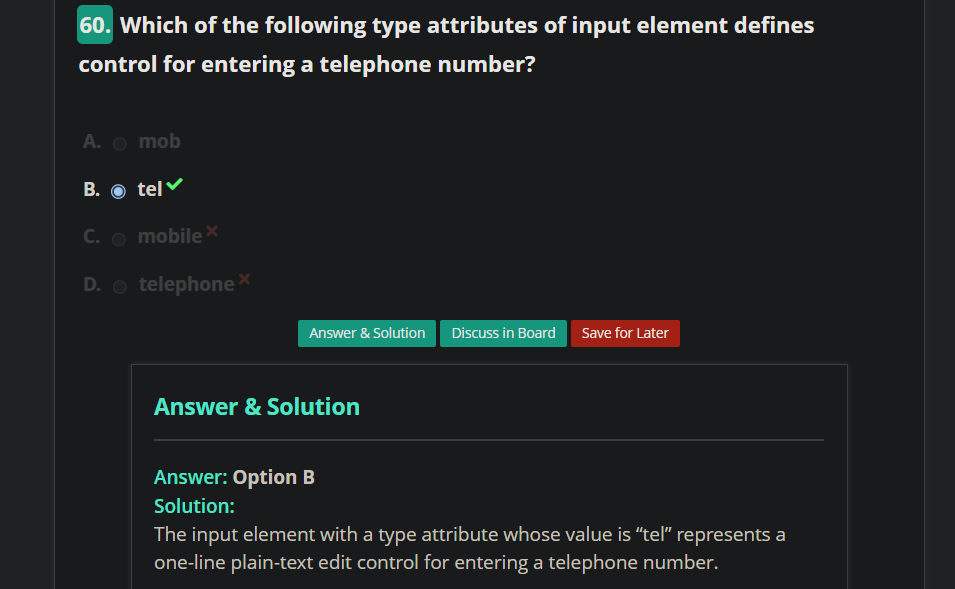 60. Which of the following type attributes of input element defines
control for entering a telephone number?
A. mob
B. tel
C. mobile
D. telephone
Answer & Solution Discuss in Board Save for Later
Answer & Solution
Answer: Option B
Solution:
The input element with a type attribute whose value is “tel” represents a
one-line plain-text edit control for entering a telephone number.